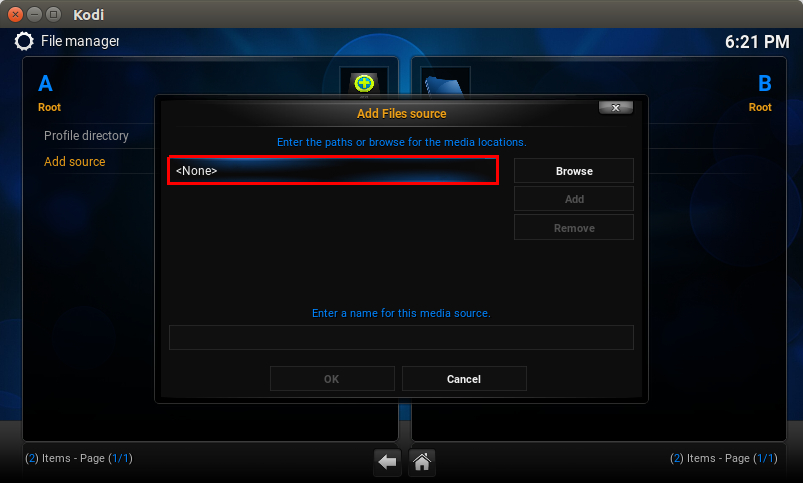 Kodi
File manager
6:21 PM
A
B
Root
Root
Profile directory
Add source
Add Files source
Enter the paths or browse for the media locations.
<None>
Browse
Add
Remove
Enter a name for this media source.
OK
Cancel
(2) Items - Page (1/1)
(2) Items - Page (1/1)